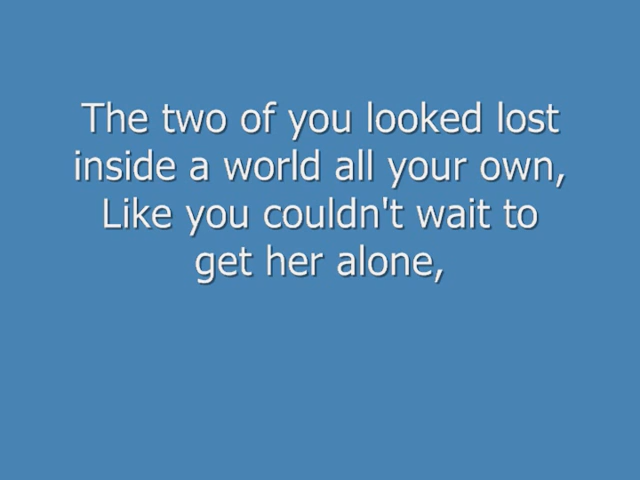 The two of you looked lost
inside a world all your own,
Like you couldn't wait to
get her alone,